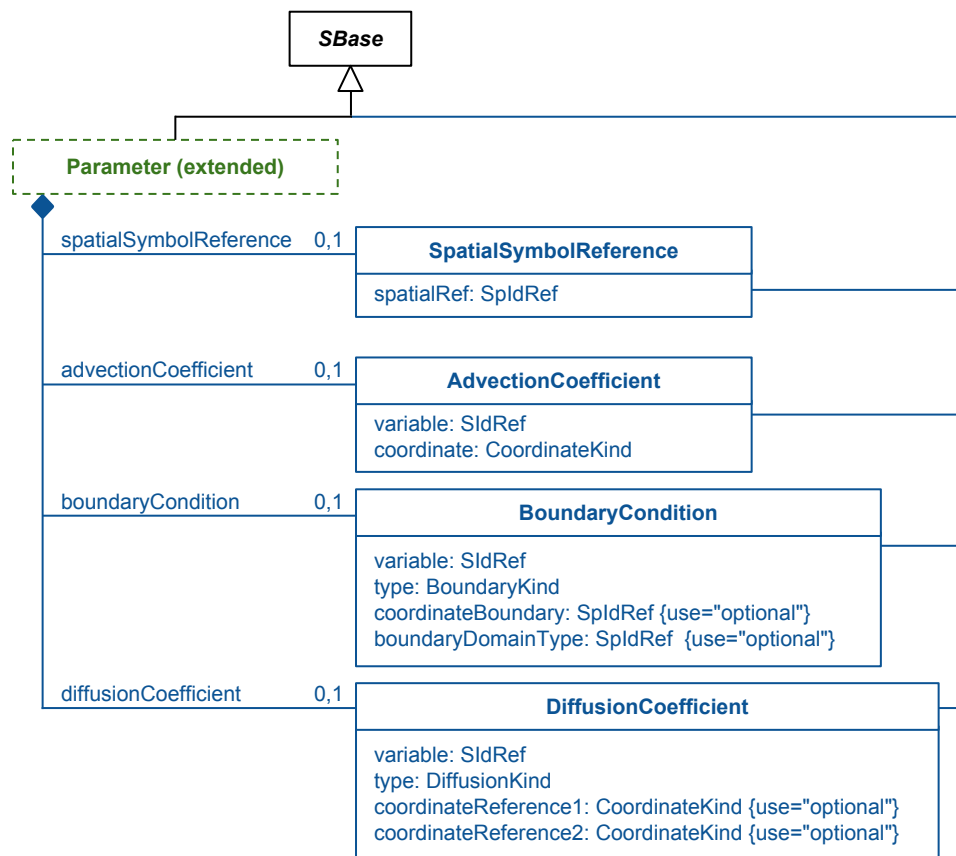 SBase
Parameter (extended)
spatialSymbolReference 0,1
SpatialSymbolReference
spatialRef: SpIdRef
advectionCoefficient 0,1
AdvectionCoefficient
variable: SIdRef
coordinate: CoordinateKind
boundaryCondition 0,1
BoundaryCondition
variable: SIdRef
type: BoundaryKind
coordinateBoundary: SpIdRef {use="optional"}
boundaryDomainType: SpIdRef {use="optional"}
diffusionCoefficient 0,1
DiffusionCoefficient
variable: SIdRef
type: DiffusionKind
coordinateReference1: CoordinateKind {use="optional"}
coordinateReference2: CoordinateKind {use="optional"}